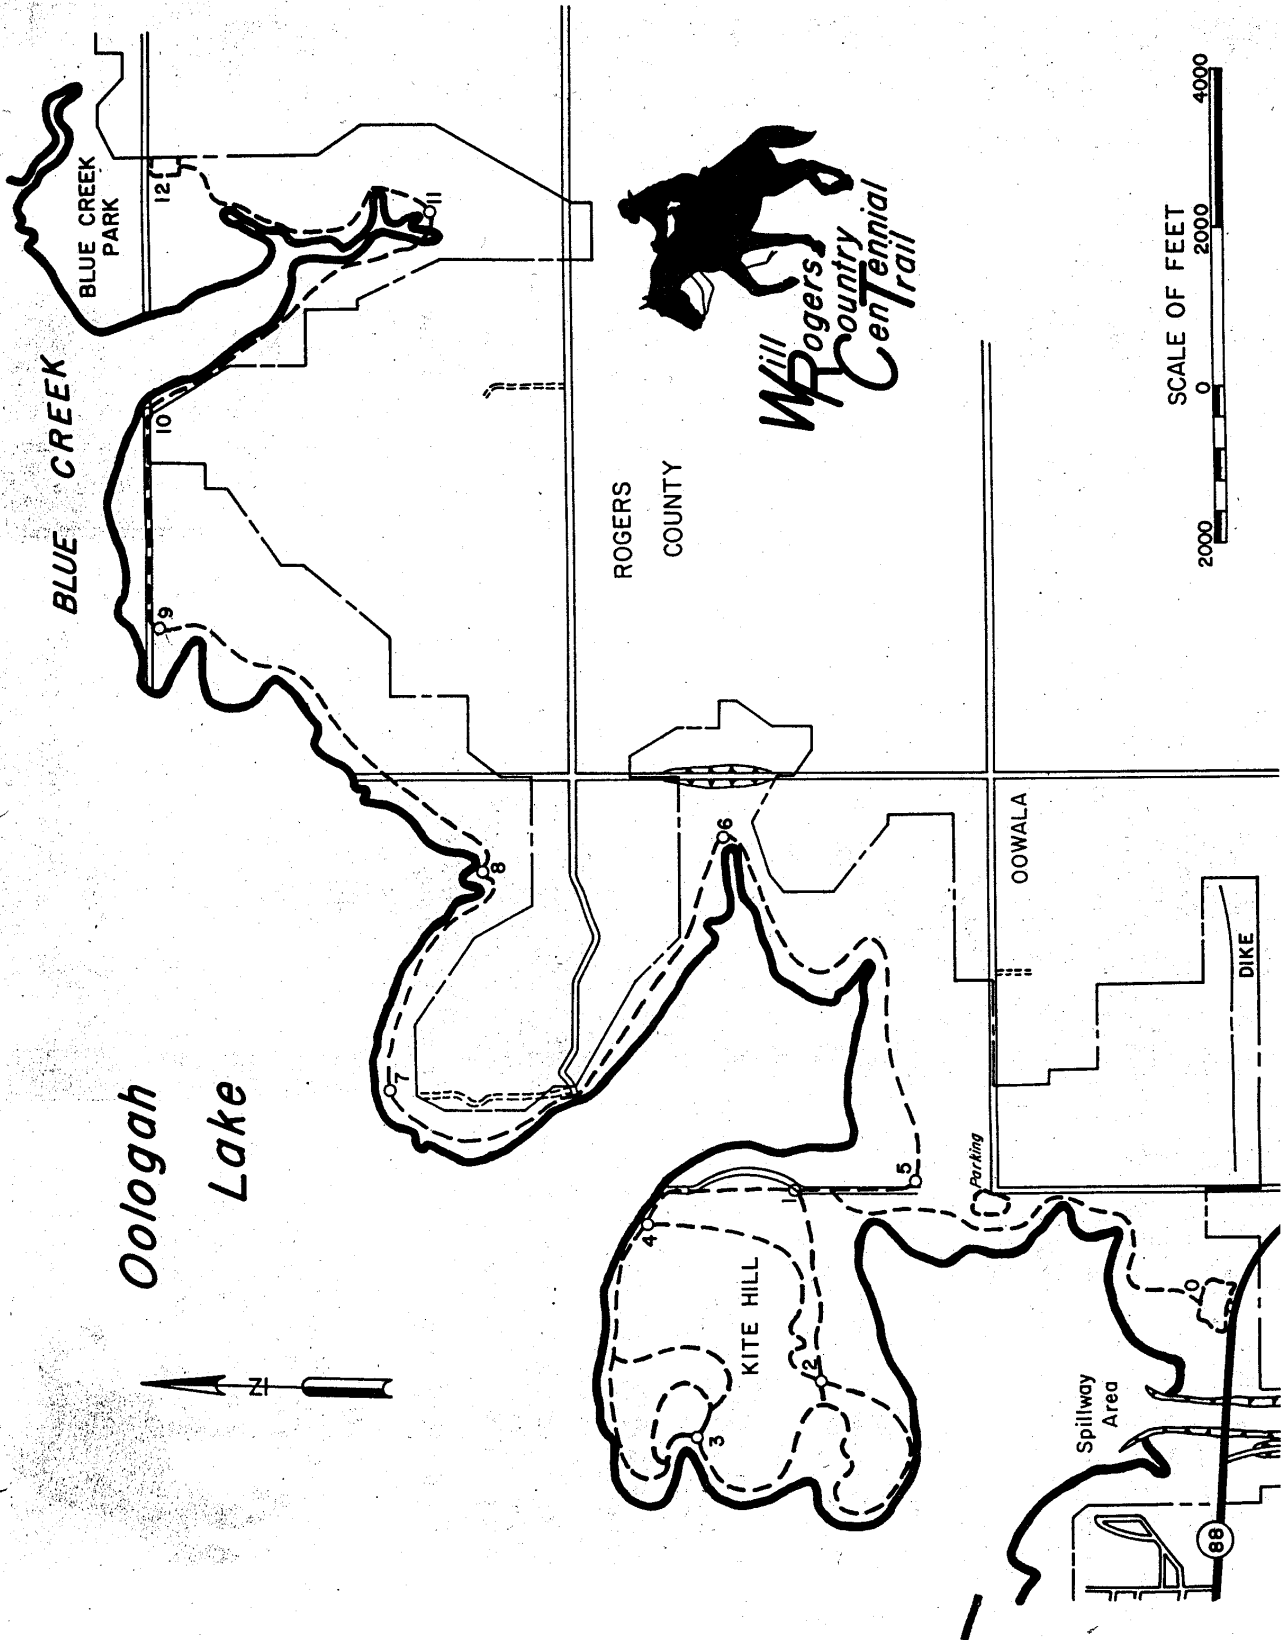 Oologah
Lake
BLUE CREEK
BLUE CREEK
PARK
12
11
10
9
8
7
6
5
4
3
2
1
0
N
ROGERS
COUNTY
Will
Rogers
Country
CenTennial
Trail
KITE HILL
OOWALA
Parking
DIKE
Spillway
Area
88
SCALE OF FEET
2000 0 2000 4000